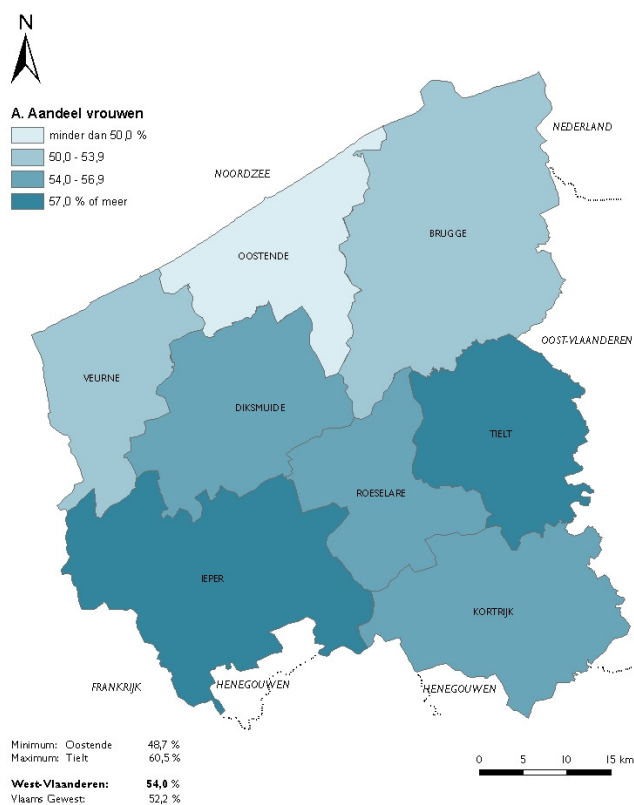 N
A. Aandeel vrouwen
minder dan 50,0 %
50,0 - 53,9
54,0 - 56,9
57,0 % of meer
NOORDZEE
NEDERLAND
BRUGGE
OOSTENDE
OOST-VLAANDEREN
VEURNE
DIKSMUIDE
TIELT
ROESELARE
IEPER
KORTRIJK
FRANKRIJK
HENEGOUWEN
HENEGOUWEN
Minimum: Oostende 48,7 %
Maximum: Tielt 60,5 %
West-Vlaanderen: 54,0 %
Vlaams Gewest: 52,2 %
0 5 10 15 km